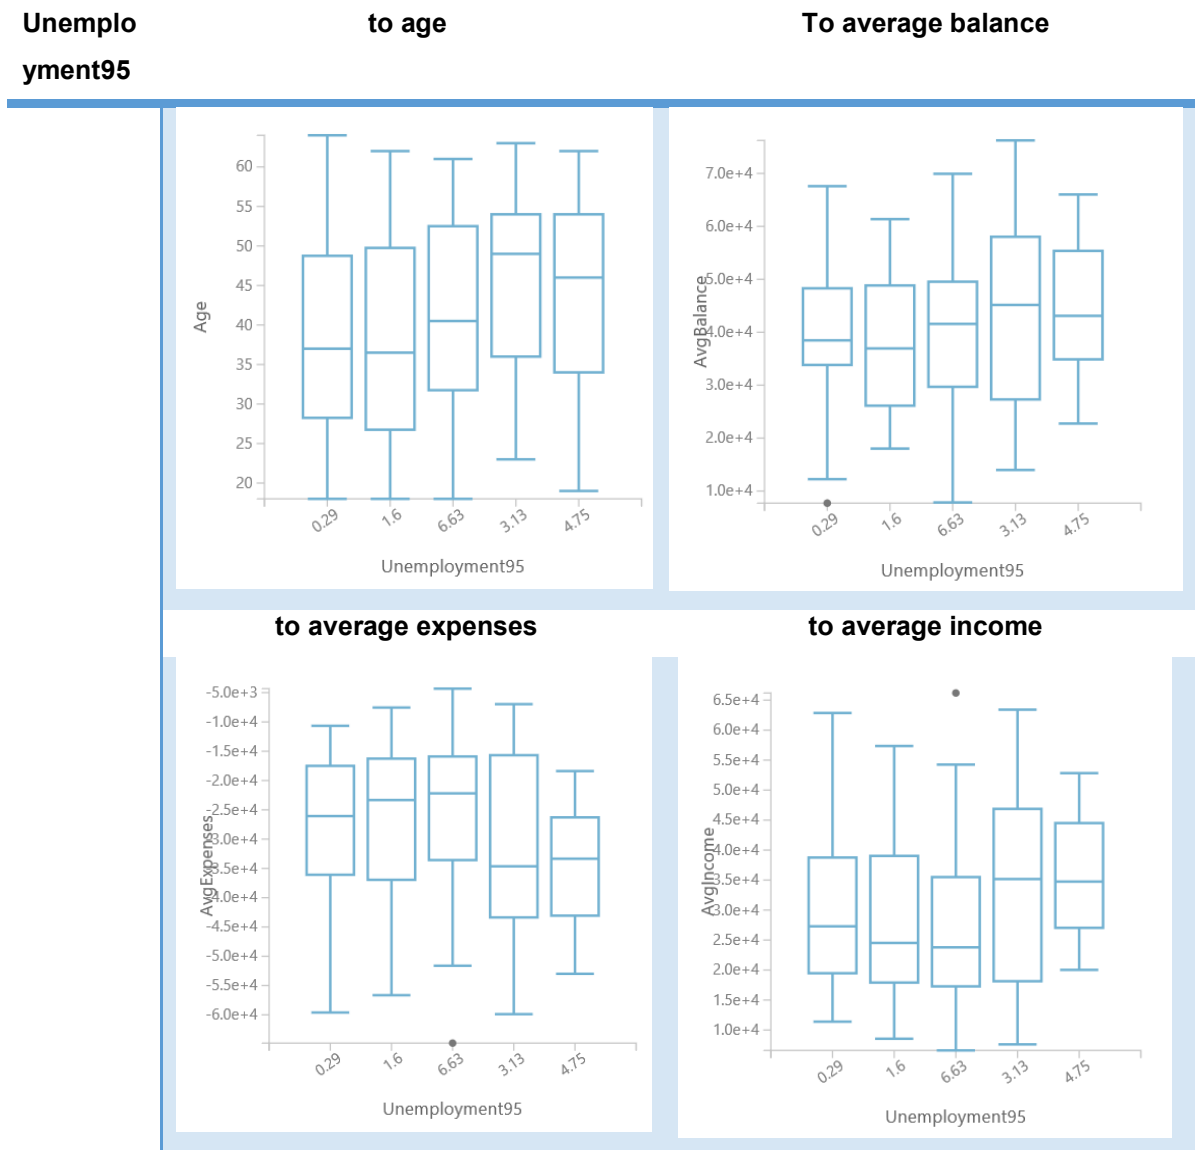 Unemplo to age To average balance
yment95
60
55
50
45
40
35
30
25
20
Age
0.29 1.6 6.63 3.13 4.75
Unemployment95
7.0e+4
6.0e+4
5.0e+4
4.0e+4
3.0e+4
2.0e+4
1.0e+4
AvgBalance
0.29 1.6 6.63 3.13 4.75
Unemployment95
to average expenses to average income
-5.0e+3
-1.0e+4
-1.5e+4
-2.0e+4
-2.5e+4
-3.0e+4
-3.5e+4
-4.0e+4
-4.5e+4
-5.0e+4
-5.5e+4
-6.0e+4
AvgExpenses
0.29 1.6 6.63 3.13 4.75
Unemployment95
6.5e+4
6.0e+4
5.5e+4
5.0e+4
4.5e+4
4.0e+4
3.5e+4
3.0e+4
2.5e+4
2.0e+4
1.5e+4
1.0e+4
AvgIncome
0.29 1.6 6.63 3.13 4.75
Unemployment95